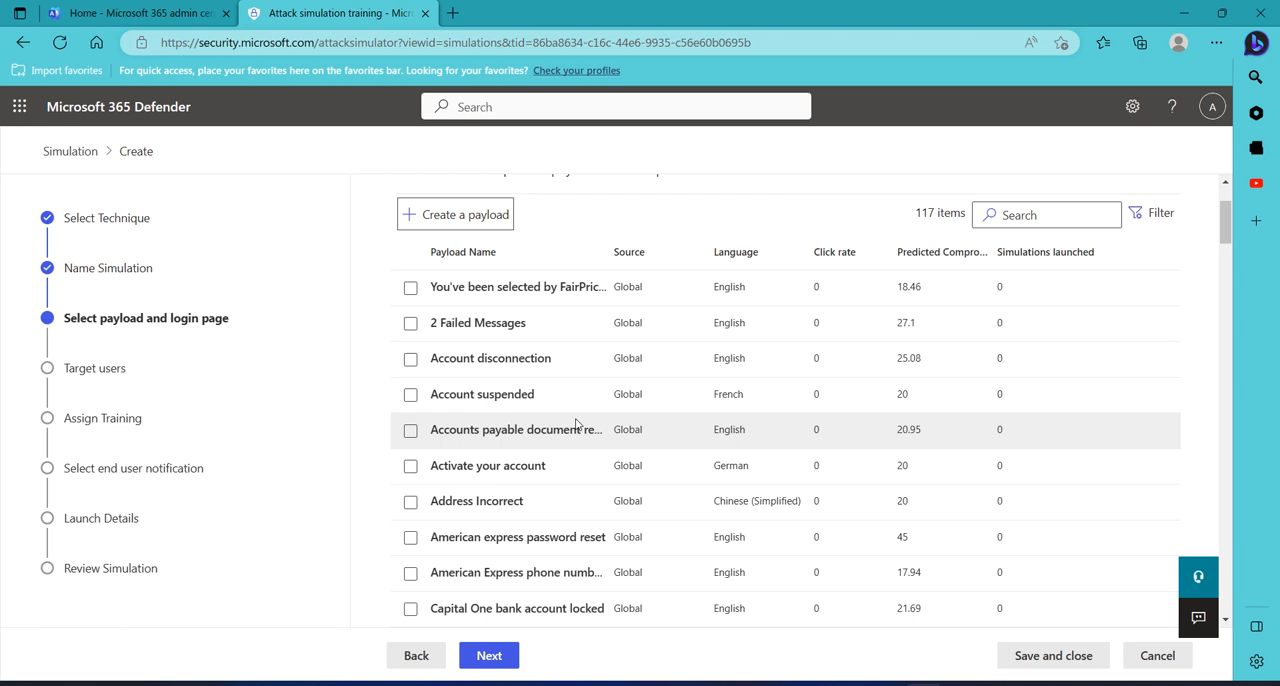 Home - Microsoft 365 admin cen
Attack simulation training - Micro
https://security.microsoft.com/attacksimulator?viewid=simulations&tid=86ba8634-c16c-44e6-9935-c56e60b0695b
Import favorites
For quick access, place your favorites here on the favorites bar. Looking for your favorites? Check your profiles
Microsoft 365 Defender
Search
A
Simulation > Create
Select Technique
Name Simulation
Select payload and login page
Target users
Assign Training
Select end user notification
Launch Details
Review Simulation
+ Create a payload
117 items
Search
Filter
Payload Name Source Language Click rate Predicted Compro... Simulations launched
You've been selected by FairPric... Global English 0 18.46 0
2 Failed Messages Global English 0 27.1 0
Account disconnection Global English 0 25.08 0
Account suspended Global French 0 20 0
Accounts payable document re... Global English 0 20.95 0
Activate your account Global German 0 20 0
Address Incorrect Global Chinese (Simplified) 0 20 0
American express password reset Global English 0 45 0
American Express phone numb... Global English 0 17.94 0
Capital One bank account locked Global English 0 21.69 0
Back
Next
Save and close
Cancel